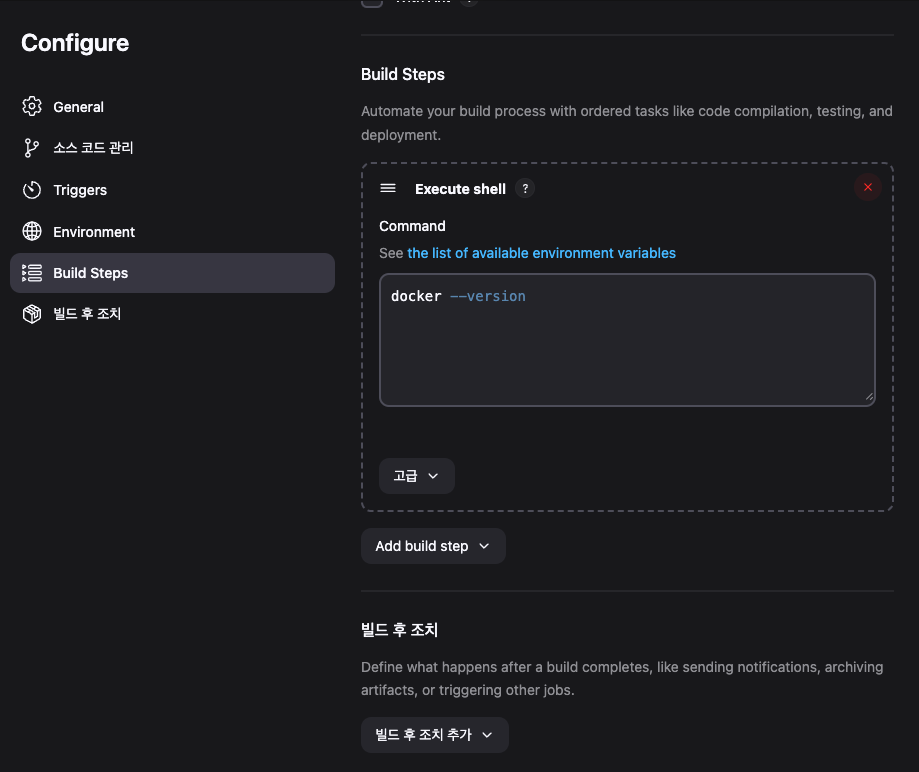 Configure
General
소스 코드 관리
Triggers
Environment
Build Steps
빌드 후 조치
Build Steps
Automate your build process with ordered tasks like code compilation, testing, and
deployment.
Execute shell ?
Command
See the list of available environment variables
docker --version
고급
Add build step
빌드 후 조치
Define what happens after a build completes, like sending notifications, archiving
artifacts, or triggering other jobs.
빌드 후 조치 추가